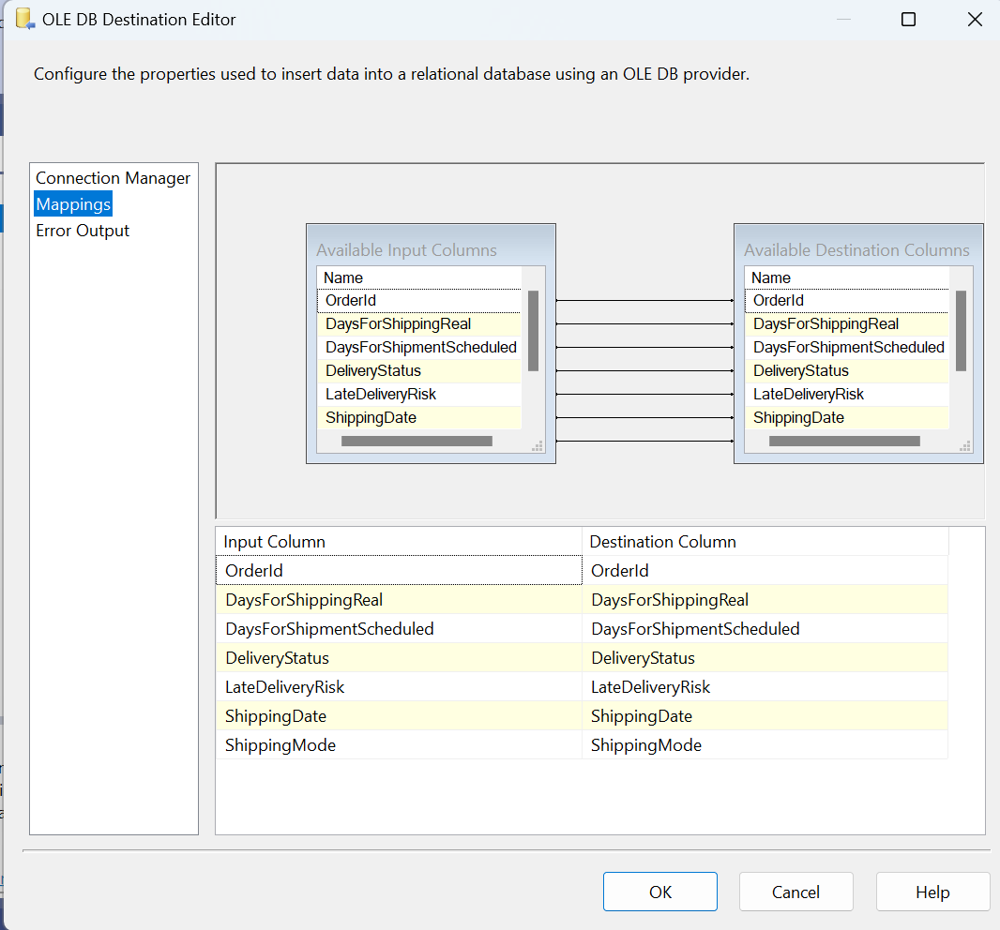 OLE DB Destination Editor
Configure the properties used to insert data into a relational database using an OLE DB provider.
Connection Manager
Mappings
Error Output
Available Input Columns
Name
OrderId
DaysForShippingReal
DaysForShipmentScheduled
DeliveryStatus
LateDeliveryRisk
ShippingDate
Available Destination Columns
Name
OrderId
DaysForShippingReal
DaysForShipmentScheduled
DeliveryStatus
LateDeliveryRisk
ShippingDate
Input Column Destination Column
OrderId OrderId
DaysForShippingReal DaysForShippingReal
DaysForShipmentScheduled DaysForShipmentScheduled
DeliveryStatus DeliveryStatus
LateDeliveryRisk LateDeliveryRisk
ShippingDate ShippingDate
ShippingMode ShippingMode
OK Cancel Help